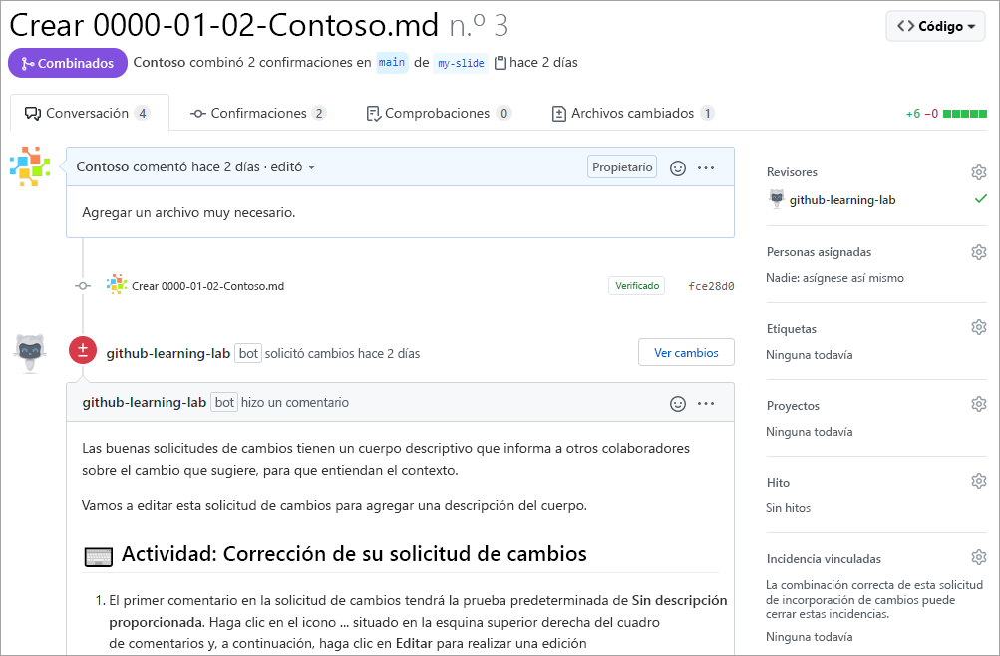 Crear 0000-01-02-Contoso.md n.º 3
Código
Combinados Contoso combinó 2 confirmaciones en main de my-slide hace 2 días
Conversación 4 Confirmaciones 2 Comprobaciones 0 Archivos cambiados 1 +6 −0
Contoso comentó hace 2 días · editó Propietario
Agregar un archivo muy necesario.
Crear 0000-01-02-Contoso.md Verificado fce28d0
github-learning-lab bot solicitó cambios hace 2 días Ver cambios
github-learning-lab bot hizo un comentario
Las buenas solicitudes de cambios tienen un cuerpo descriptivo que informa a otros colaboradores
sobre el cambio que sugiere, para que entiendan el contexto.
Vamos a editar esta solicitud de cambios para agregar una descripción del cuerpo.
Actividad: Corrección de su solicitud de cambios
1. El primer comentario en la solicitud de cambios tendrá la prueba predeterminada de Sin descripción
proporcionada. Haga clic en el icono ... situado en la esquina superior derecha del cuadro
de comentarios y, a continuación, haga clic en Editar para realizar una edición
Revisores
github-learning-lab
Personas asignadas
Nadie: asígnese así mismo
Etiquetas
Ninguna todavía
Proyectos
Ninguna todavía
Hito
Sin hitos
Incidencia vinculadas
La combinación correcta de esta solicitud
de incorporación de cambios puede
cerrar estas incidencias.
Ninguna todavía